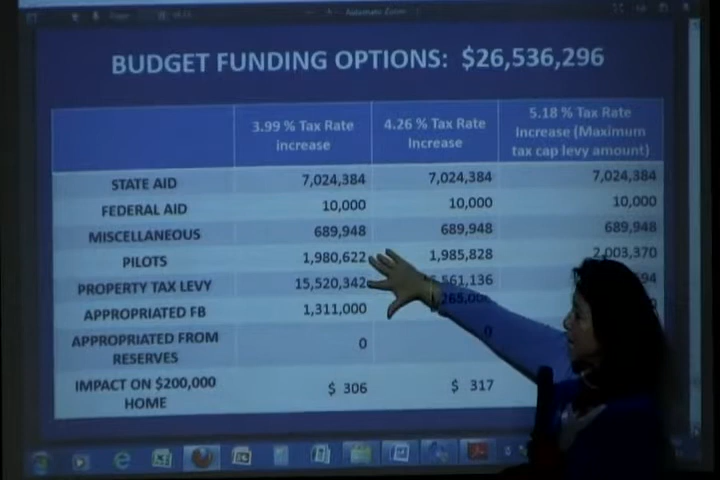 Automatic Zoom
BUDGET FUNDING OPTIONS: $26,536,296
3.99 % Tax Rate increase
4.26 % Tax Rate Increase
5.18 % Tax Rate Increase (Maximum tax cap levy amount)
STATE AID 7,024,384 7,024,384 7,024,384
FEDERAL AID 10,000 10,000 10,000
MISCELLANEOUS 689,948 689,948 689,948
PILOTS 1,980,622 1,985,828 2,003,370
PROPERTY TAX LEVY 15,520,342 561,136
APPROPRIATED FB 1,311,000
APPROPRIATED FROM RESERVES 0 0
IMPACT ON $200,000 HOME $ 306 $ 317